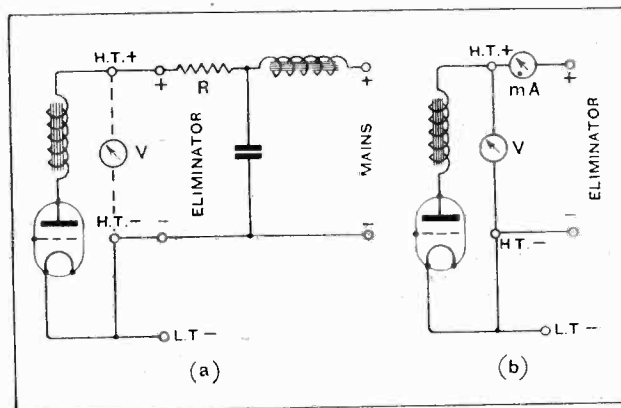 H.T.+
+
R
+
V
ELIMINATOR
MAINS
H.T.-
-
-
L.T-
(a)
H.T.+
mA
+
V
ELIMINATOR
-
H.T.-
L.T-
(b)